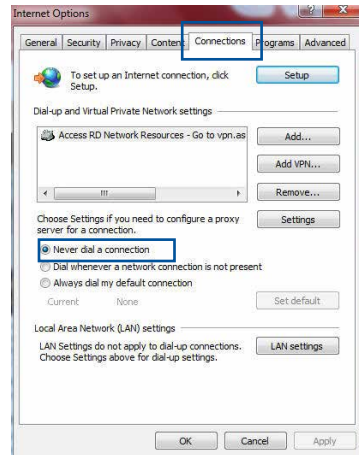 Internet Options
General Security Privacy Content Connections Programs Advanced
To set up an Internet connection, click
Setup.
Setup
Dial-up and Virtual Private Network settings
Access RD Network Resources - Go to vpn.as
Add...
Add VPN...
Remove...
Choose Settings if you need to configure a proxy
server for a connection.
Settings
Never dial a connection
Dial whenever a network connection is not present
Always dial my default connection
Current None
Set default
Local Area Network (LAN) settings
LAN Settings do not apply to dial-up connections.
Choose Settings above for dial-up settings.
LAN settings
OK Cancel Apply